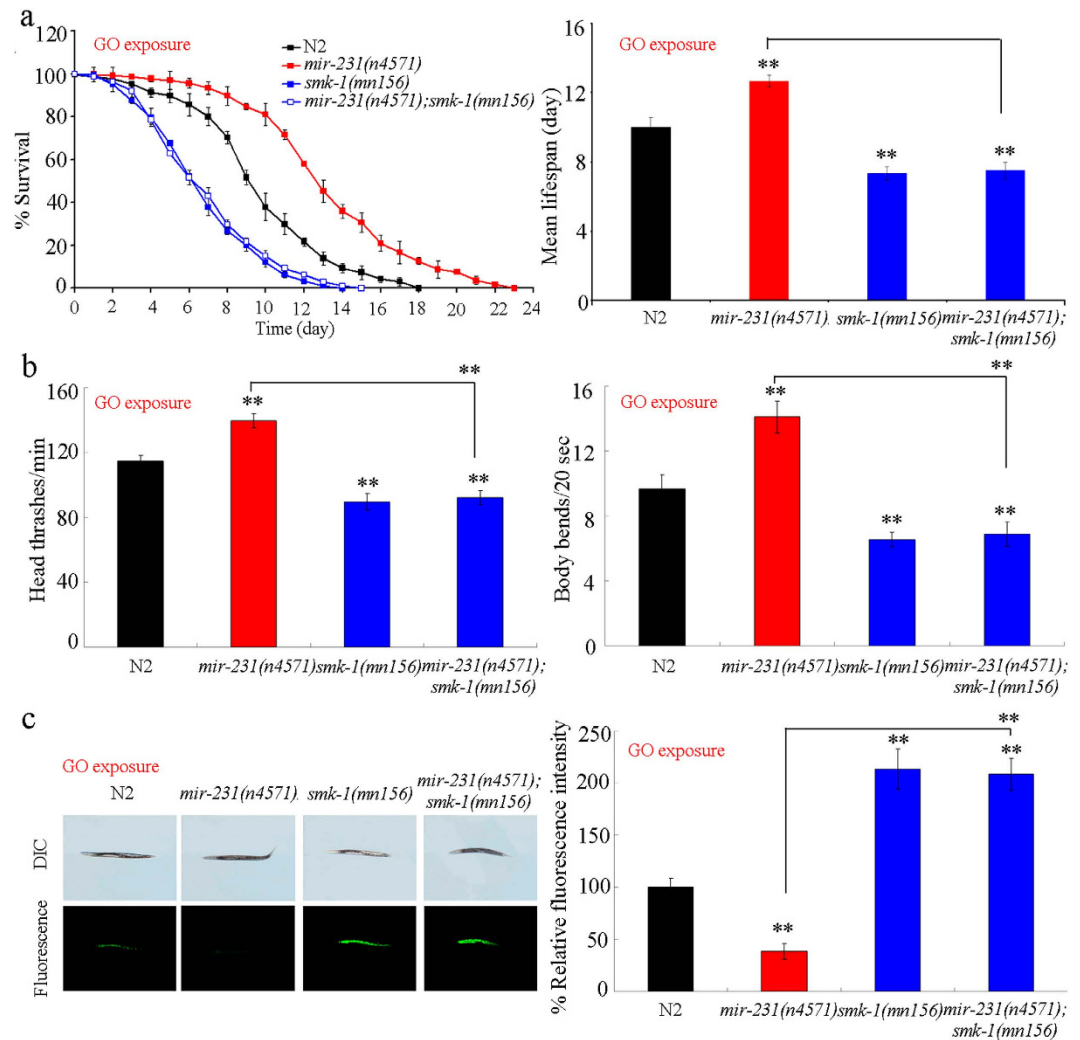 a
% Survival
GO exposure
N2
mir-231(n4571)
smk-1(mn156)
mir-231(n4571);smk-1(mn156)
120
100
80
60
40
20
0
0 2 4 6 8 10 12 14 16 18 20 22 24
Time (day)
Mean lifespan (day)
GO exposure
16
12
8
4
0
**
**
**
**
N2
mir-231(n4571).
smk-1(mn156)
mir-231(n4571);
smk-1(mn156)
b
Head thrashes/min
GO exposure
160
120
80
40
0
**
**
**
**
N2
mir-231(n4571)
smk-1(mn156)
mir-231(n4571);
smk-1(mn156)
Body bends/20 sec
GO exposure
16
12
8
4
0
**
**
**
**
N2
mir-231(n4571)
smk-1(mn156)
mir-231(n4571);
smk-1(mn156)
c
GO exposure
N2
mir-231(n4571).
smk-1(mn156)
mir-231(n4571);
smk-1(mn156)
DIC
Fluorescence
% Relative fluorescence intensity
GO exposure
250
200
150
100
50
0
**
**
**
**
N2
mir-231(n4571)
smk-1(mn156)
mir-231(n4571);
smk-1(mn156)